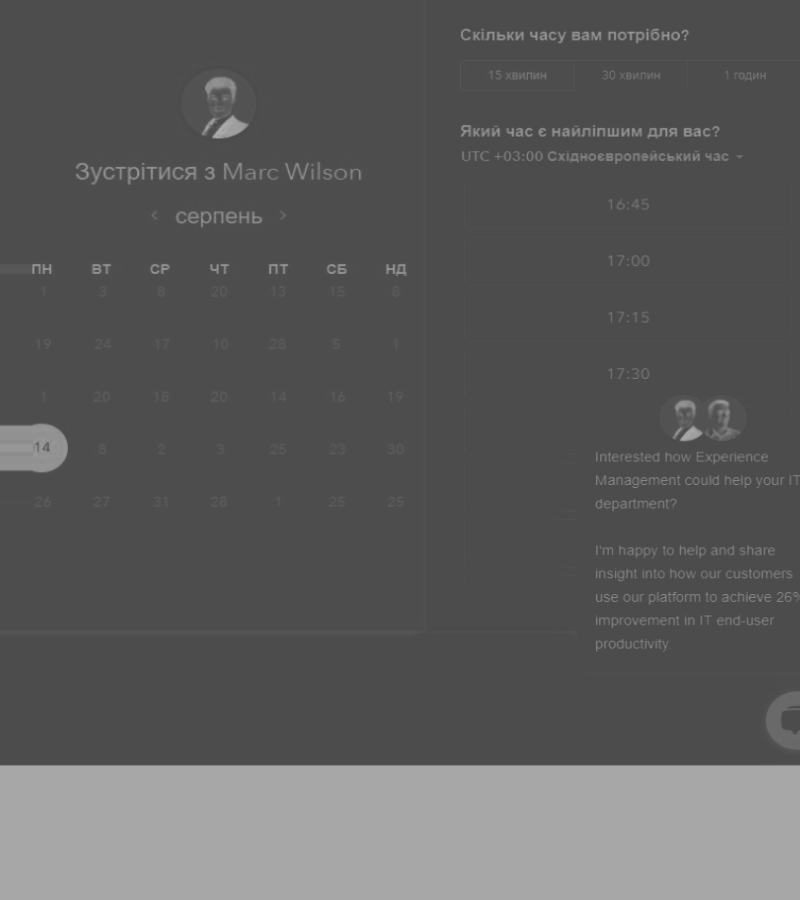 Зустрітися з Marc Wilson
серпень
ПН ВТ СР ЧТ ПТ СБ НД
1 3 8 20 13 15 8
19 24 17 10 28 5 1
1 20 18 20 14 16 19
14 8 2 3 25 23 30
26 27 31 28 1 25 25
Скільки часу вам потрібно?
15 хвилин 30 хвилин 1 годин
Який час є найліпшим для вас?
UTC +03:00 Східноєвропейський час
16:45
17:00
17:15
17:30
Interested how Experience
Management could help your IT
department?
I'm happy to help and share
insight into how our customers
use our platform to achieve 26%
improvement in IT end-user
productivity.